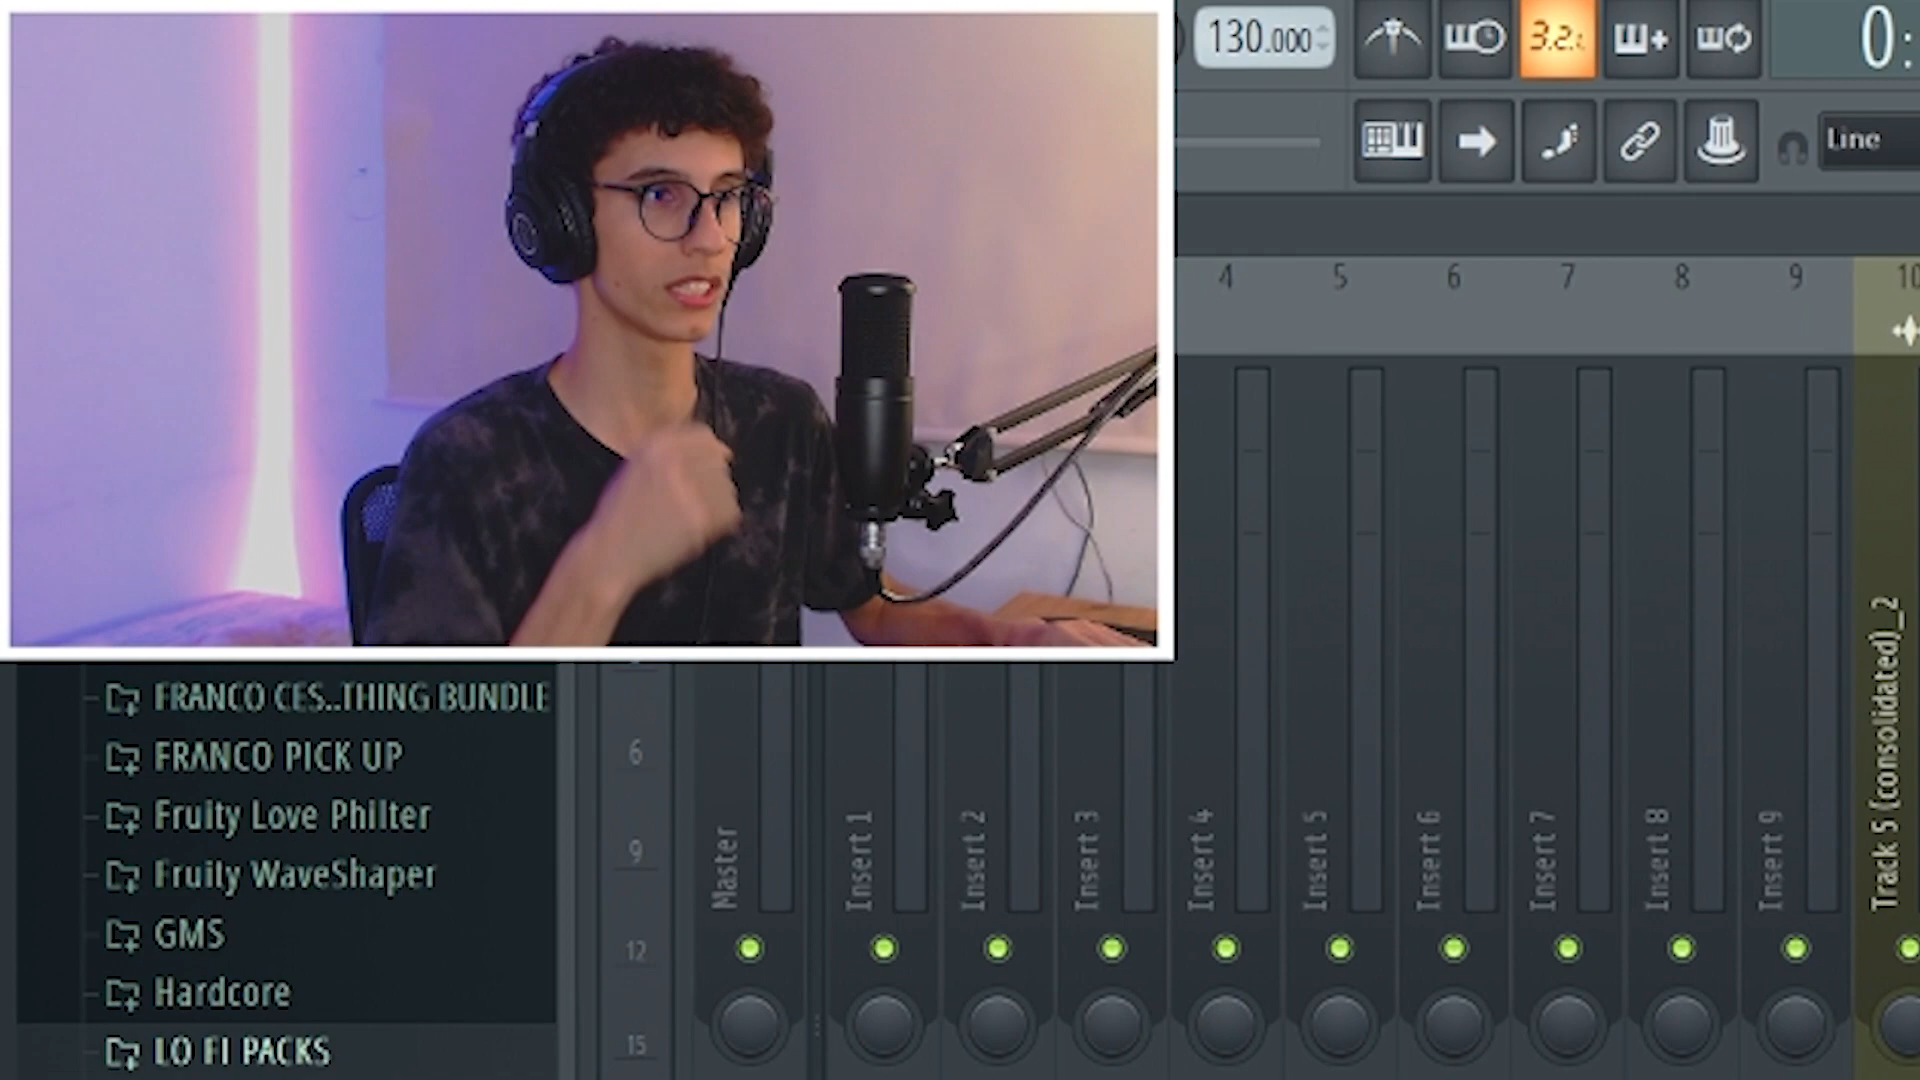 130.000
3.2.
0:
Line
4 5 6 7 8 9 10
FRANCO CES..THING BUNDLE
FRANCO PICK UP
Fruity Love Philter
Fruity WaveShaper
GMS
Hardcore
LO FI PACKS
6
9
12
15
Master
Insert 1
Insert 2
Insert 3
Insert 4
Insert 5
Insert 6
Insert 7
Insert 8
Insert 9
Track 5 (consolidated)_2